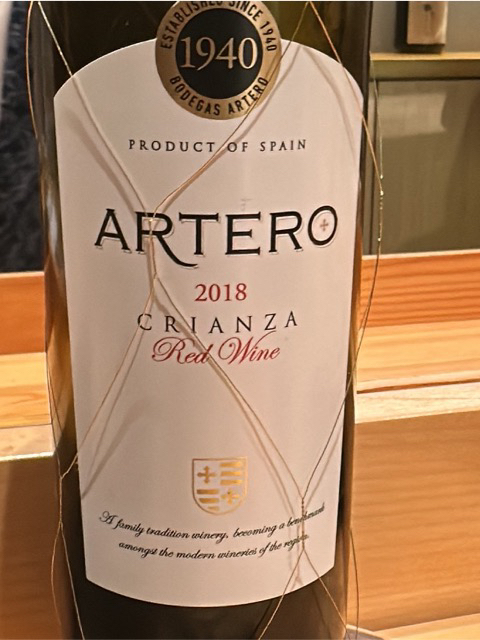 ESTABLISHED SINCE 1940
1940
BODEGAS ARTERO
PRODUCT OF SPAIN
ARTERO
2018
CRIANZA
Red Wine
A family tradition winery, becoming a benchmark
amongst the modern wineries of the region.